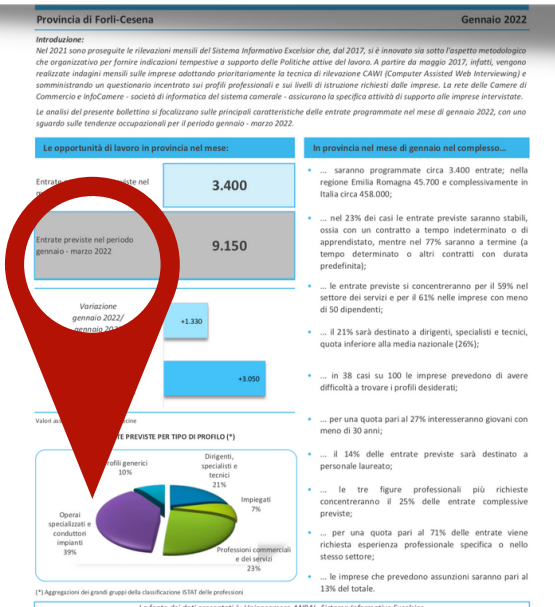 Provincia di Forlì-Cesena Gennaio 2022
Introduzione:
Nel 2021 sono proseguite le rilevazioni mensili del Sistema Informativo Excelsior che, dal 2017, si è innovato sia sotto l'aspetto metodologico
che organizzativo per fornire indicazioni tempestive a supporto delle Politiche attive del lavoro. A partire da maggio 2017, infatti, vengono
realizzate indagini mensili sulle imprese adottando prioritariamente la tecnica di rilevazione CAWI (Computer Assisted Web Interviewing) e
somministrando un questionario incentrato sui profili professionali e sui livelli di istruzione richiesti dalle imprese. La rete delle Camere di
Commercio e InfoCamere - società di informatica del sistema camerale - assicurano la specifica attività di supporto alle imprese intervistate.
Le analisi del presente bollettino si focalizzano sulle principali caratteristiche delle entrate programmate nel mese di gennaio 2022, con uno
sguardo sulle tendenze occupazionali per il periodo gennaio - marzo 2022.
Le opportunità di lavoro in provincia nel mese:
Entrate iste nel
3.400
Entrate previste nel periodo
gennaio - marzo 2022
9.150
Variazione
gennaio 2022/
gennaio
+1.330
+3.050
Valori cine
TE PREVISTE PER TIPO DI PROFILO (*)
rofili generici
10%
Dirigenti,
specialisti e
tecnici
21%
Impiegati
7%
Operai
specializzati e
conduttori
impianti
39%
Professioni commerciali
e dei servizi
23%
(*) Aggregazioni dei grandi gruppi della classificazione ISTAT delle professioni
In provincia nel mese di gennaio nel complesso...
• ... saranno programmate circa 3.400 entrate; nella
regione Emilia Romagna 45.700 e complessivamente in
Italia circa 458.000;
• ... nel 23% dei casi le entrate previste saranno stabili,
ossia con un contratto a tempo indeterminato o di
apprendistato, mentre nel 77% saranno a termine (a
tempo determinato o altri contratti con durata
predefinita);
• ... le entrate previste si concentreranno per il 59% nel
settore dei servizi e per il 61% nelle imprese con meno
di 50 dipendenti;
• ... il 21% sarà destinato a dirigenti, specialisti e tecnici,
quota inferiore alla media nazionale (26%);
• ... in 38 casi su 100 le imprese prevedono di avere
difficoltà a trovare i profili desiderati;
• ... per una quota pari al 27% interesseranno giovani con
meno di 30 anni;
• ... il 14% delle entrate previste sarà destinato a
personale laureato;
• ... le tre figure professionali più richieste
concentreranno il 25% delle entrate complessive
previste;
• ... per una quota pari al 71% delle entrate viene
richiesta esperienza professionale specifica o nello
stesso settore;
• ... le imprese che prevedono assunzioni saranno pari al
13% del totale.